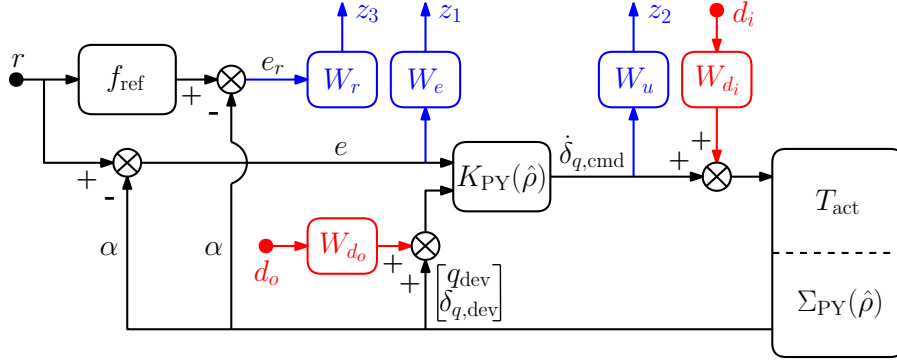 z_3
z_1
z_2
d_i
r
f_ref
+
-
e_r
W_r
W_e
W_u
W_{d_i}
+
-
e
K_PY(ρ̂)
δ̇_{q,cmd}
+
+
T_act
α
α
d_o
W_{d_o}
+
+
[q_dev
δ_{q,dev}]
Σ_PY(ρ̂)